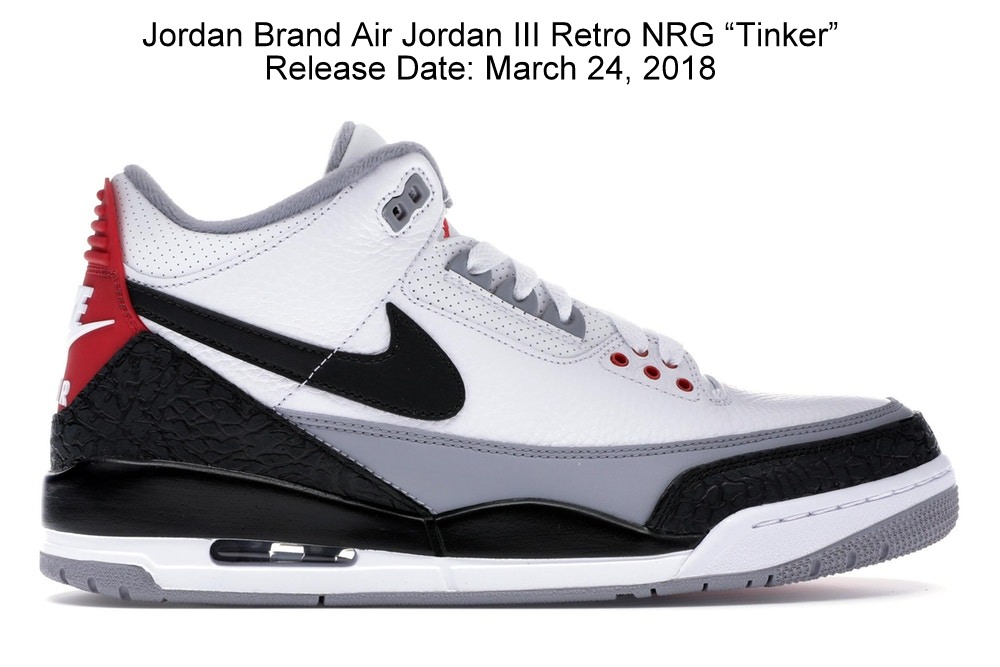 Jordan Brand Air Jordan III Retro NRG “Tinker”
Release Date: March 24, 2018